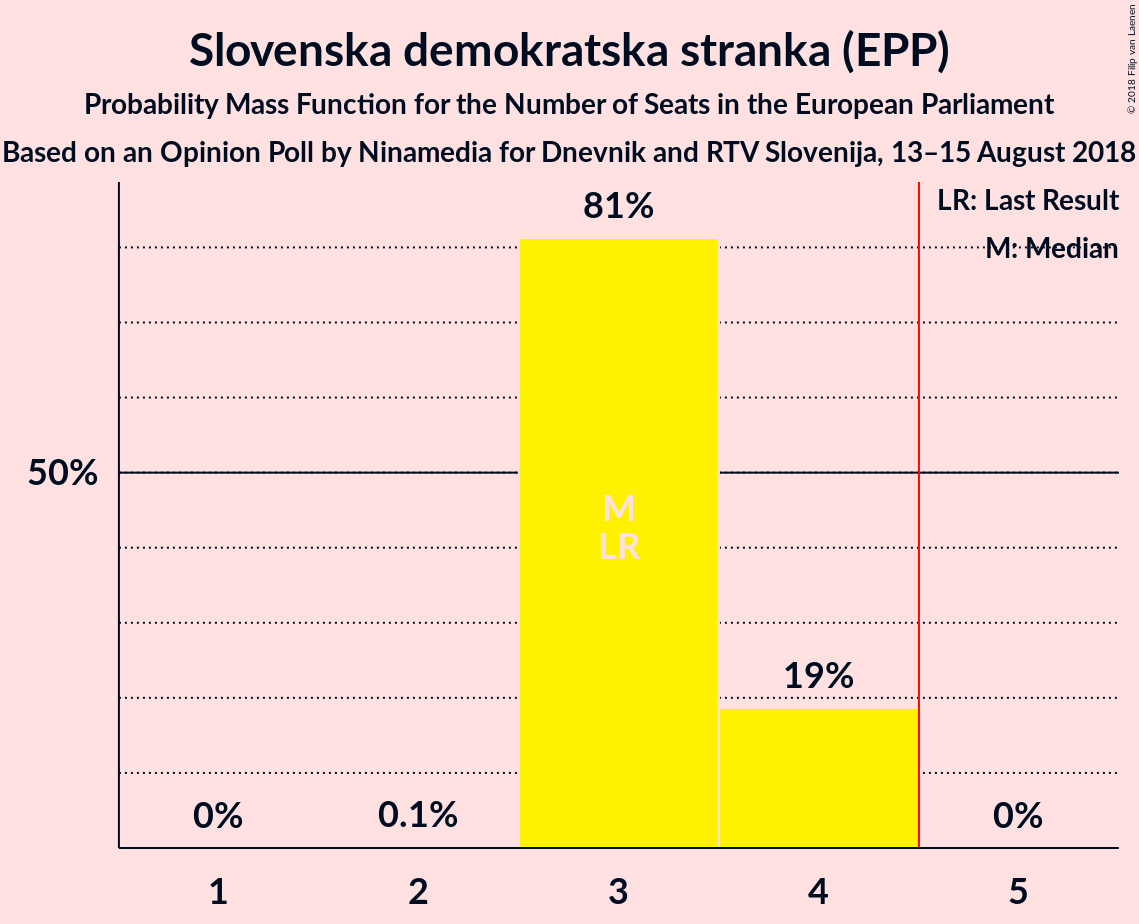 Slovenska demokratska stranka (EPP)
Probability Mass Function for the Number of Seats in the European Parliament
Based on an Opinion Poll by Ninamedia for Dnevnik and RTV Slovenija, 13–15 August 2018
© 2018 Filip van Laenen
LR: Last Result
M: Median
81%
50%
M
LR
19%
0%
0.1%
0%
1
2
3
4
5